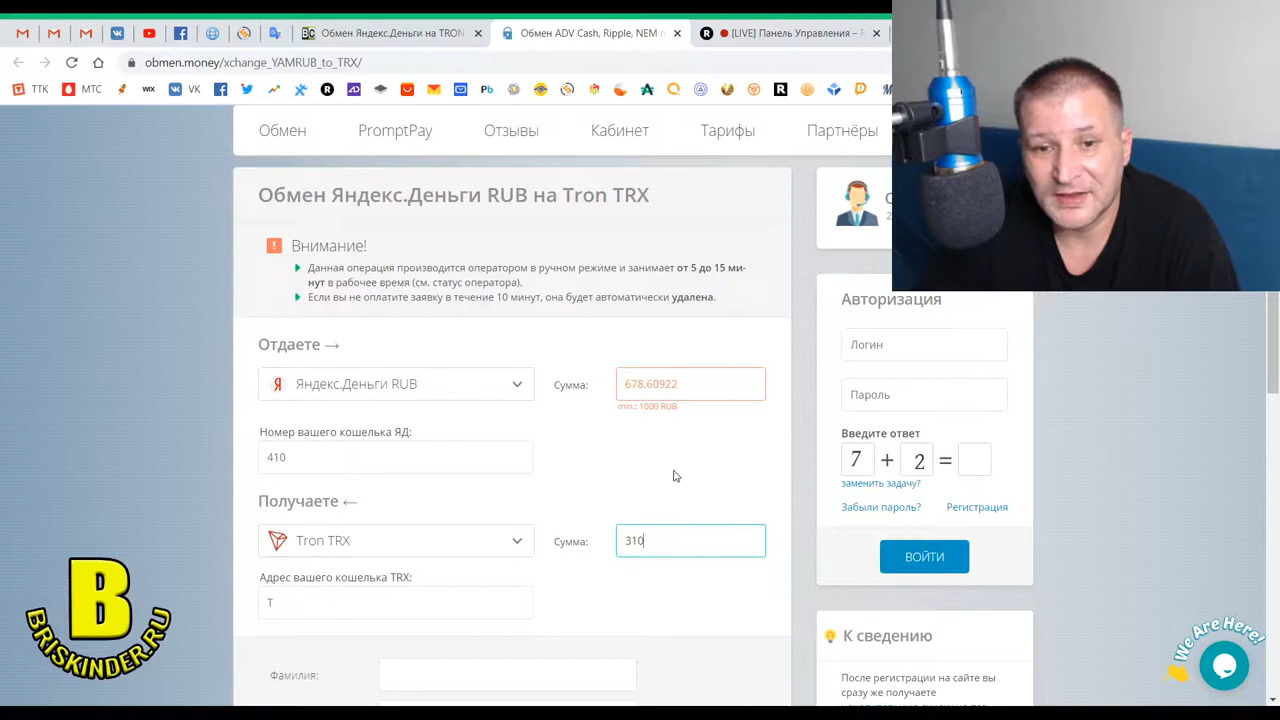 Обмен Яндекс.Деньги на TRON
Обмен ADV Cash, Ripple, NEM
[LIVE] Панель Управления –
obmen.money/xchange_YAMRUB_to_TRX/
ТТК
МТС
WIX
VK
Pb
Обмен
PromptPay
Отзывы
Кабинет
Тарифы
Партнёры
Обмен Яндекс.Деньги RUB на Tron TRX
Внимание!
Данная операция производится оператором в ручном режиме и занимает от 5 до 15 ми-
нут в рабочее время (см. статус оператора).
Если вы не оплатите заявку в течение 10 минут, она будет автоматически удалена.
Отдаете →
Яндекс.Деньги RUB
Сумма:
678.60922
min.: 1000 RUB
Номер вашего кошелька ЯД:
410
Получаете ←
Tron TRX
Сумма:
310
Адрес вашего кошелька TRX:
T
Фамилия:
Авторизация
Логин
Пароль
Введите ответ
7 + 2 =
заменить задачу?
Забыли пароль?
Регистрация
ВОЙТИ
К сведению
После регистрации на сайте вы
сразу же получаете
We Are Here!
B
BRISKINDER.RU